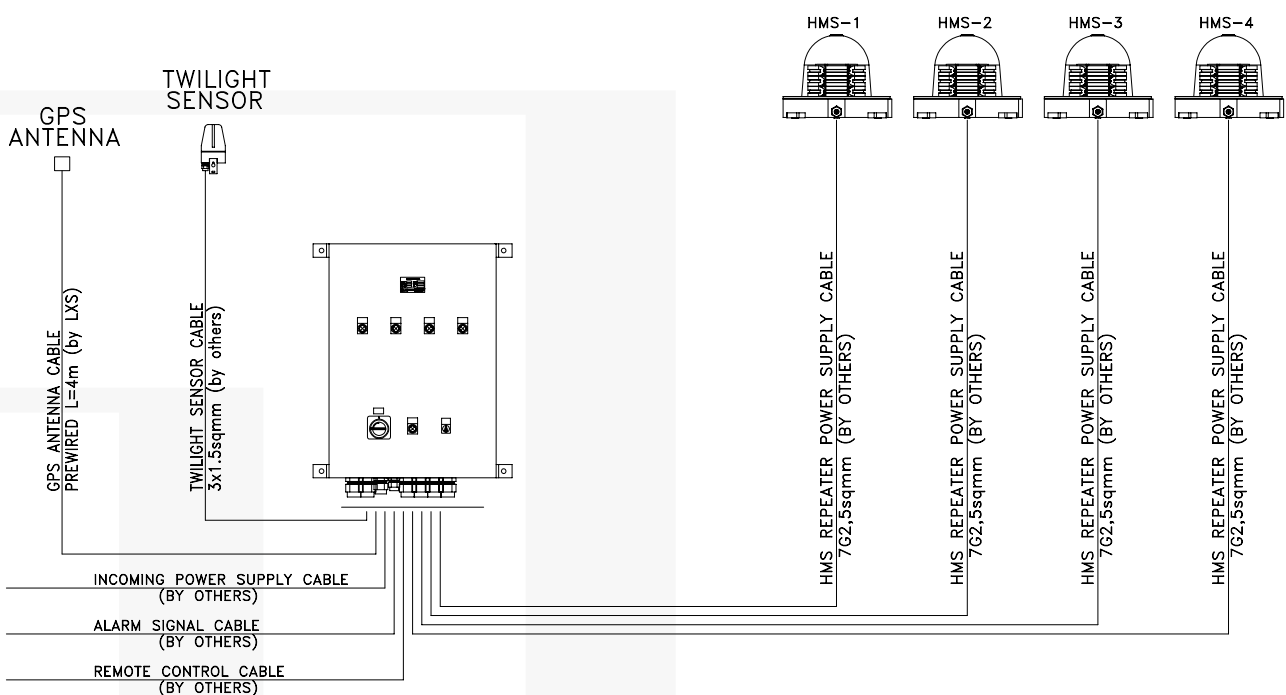 HMS-1
HMS-2
HMS-3
HMS-4
TWILIGHT
SENSOR
GPS
ANTENNA
GPS ANTENNA CABLE
PREWIRED L=4m (by LXS)
TWILIGHT SENSOR CABLE
3x1.5sqmm (by others)
HMS REPEATER POWER SUPPLY CABLE
7G2,5sqmm (BY OTHERS)
HMS REPEATER POWER SUPPLY CABLE
7G2,5sqmm (BY OTHERS)
HMS REPEATER POWER SUPPLY CABLE
7G2,5sqmm (BY OTHERS)
HMS REPEATER POWER SUPPLY CABLE
7G2,5sqmm (BY OTHERS)
INCOMING POWER SUPPLY CABLE
(BY OTHERS)
ALARM SIGNAL CABLE
(BY OTHERS)
REMOTE CONTROL CABLE
(BY OTHERS)